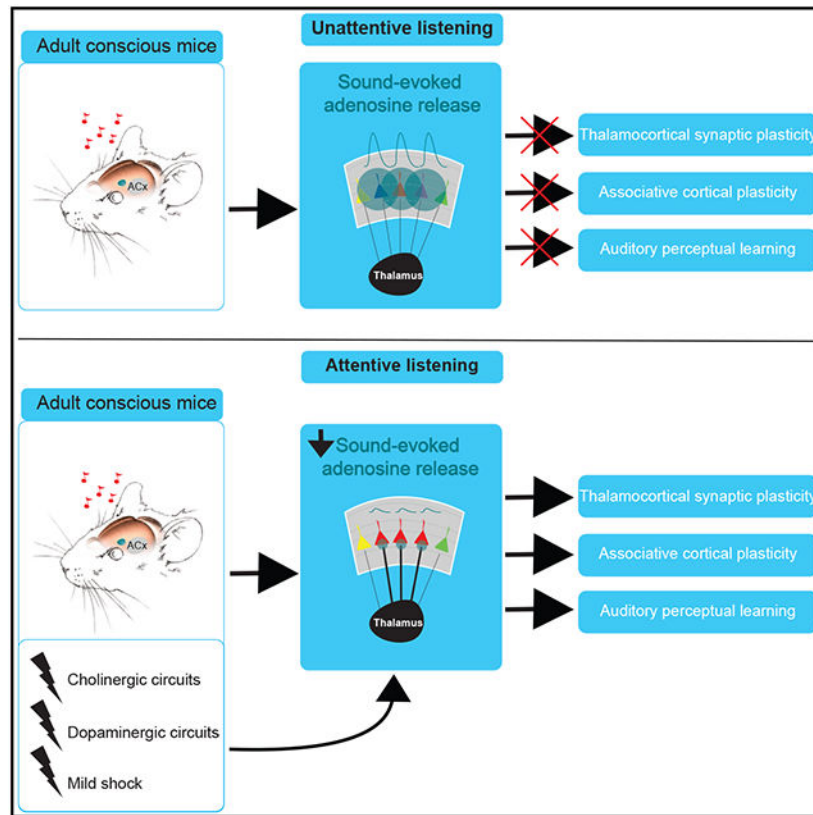 Unattentive listening
Adult conscious mice
ACx
Sound-evoked
adenosine release
Thalamus
Thalamocortical synaptic plasticity
Associative cortical plasticity
Auditory perceptual learning
Attentive listening
Adult conscious mice
ACx
Sound-evoked
adenosine release
Thalamus
Thalamocortical synaptic plasticity
Associative cortical plasticity
Auditory perceptual learning
Cholinergic circuits
Dopaminergic circuits
Mild shock